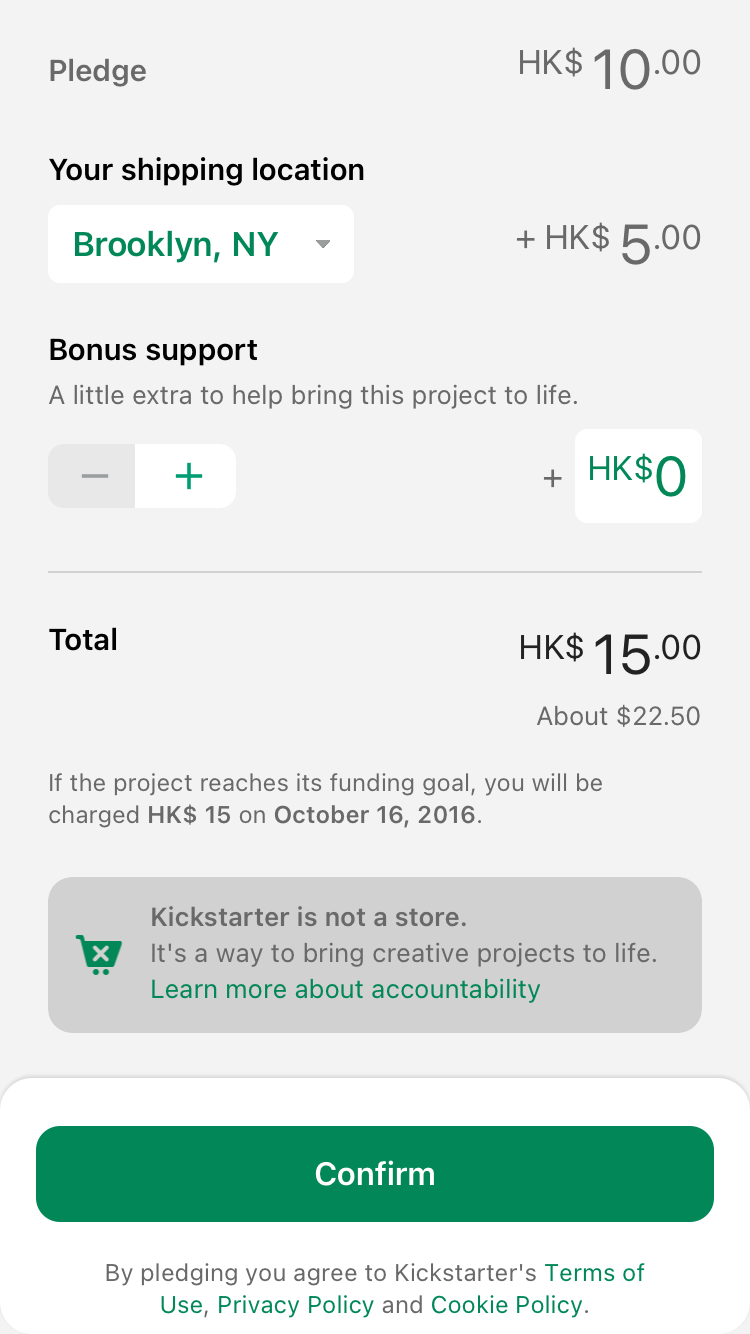 Pledge HK$ 10.00
Your shipping location
Brooklyn, NY + HK$ 5.00
Bonus support
A little extra to help bring this project to life.
− + + HK$0
Total HK$ 15.00
About $22.50
If the project reaches its funding goal, you will be
charged HK$ 15 on October 16, 2016.
Kickstarter is not a store.
It's a way to bring creative projects to life.
Learn more about accountability
Confirm
By pledging you agree to Kickstarter's Terms of
Use, Privacy Policy and Cookie Policy.